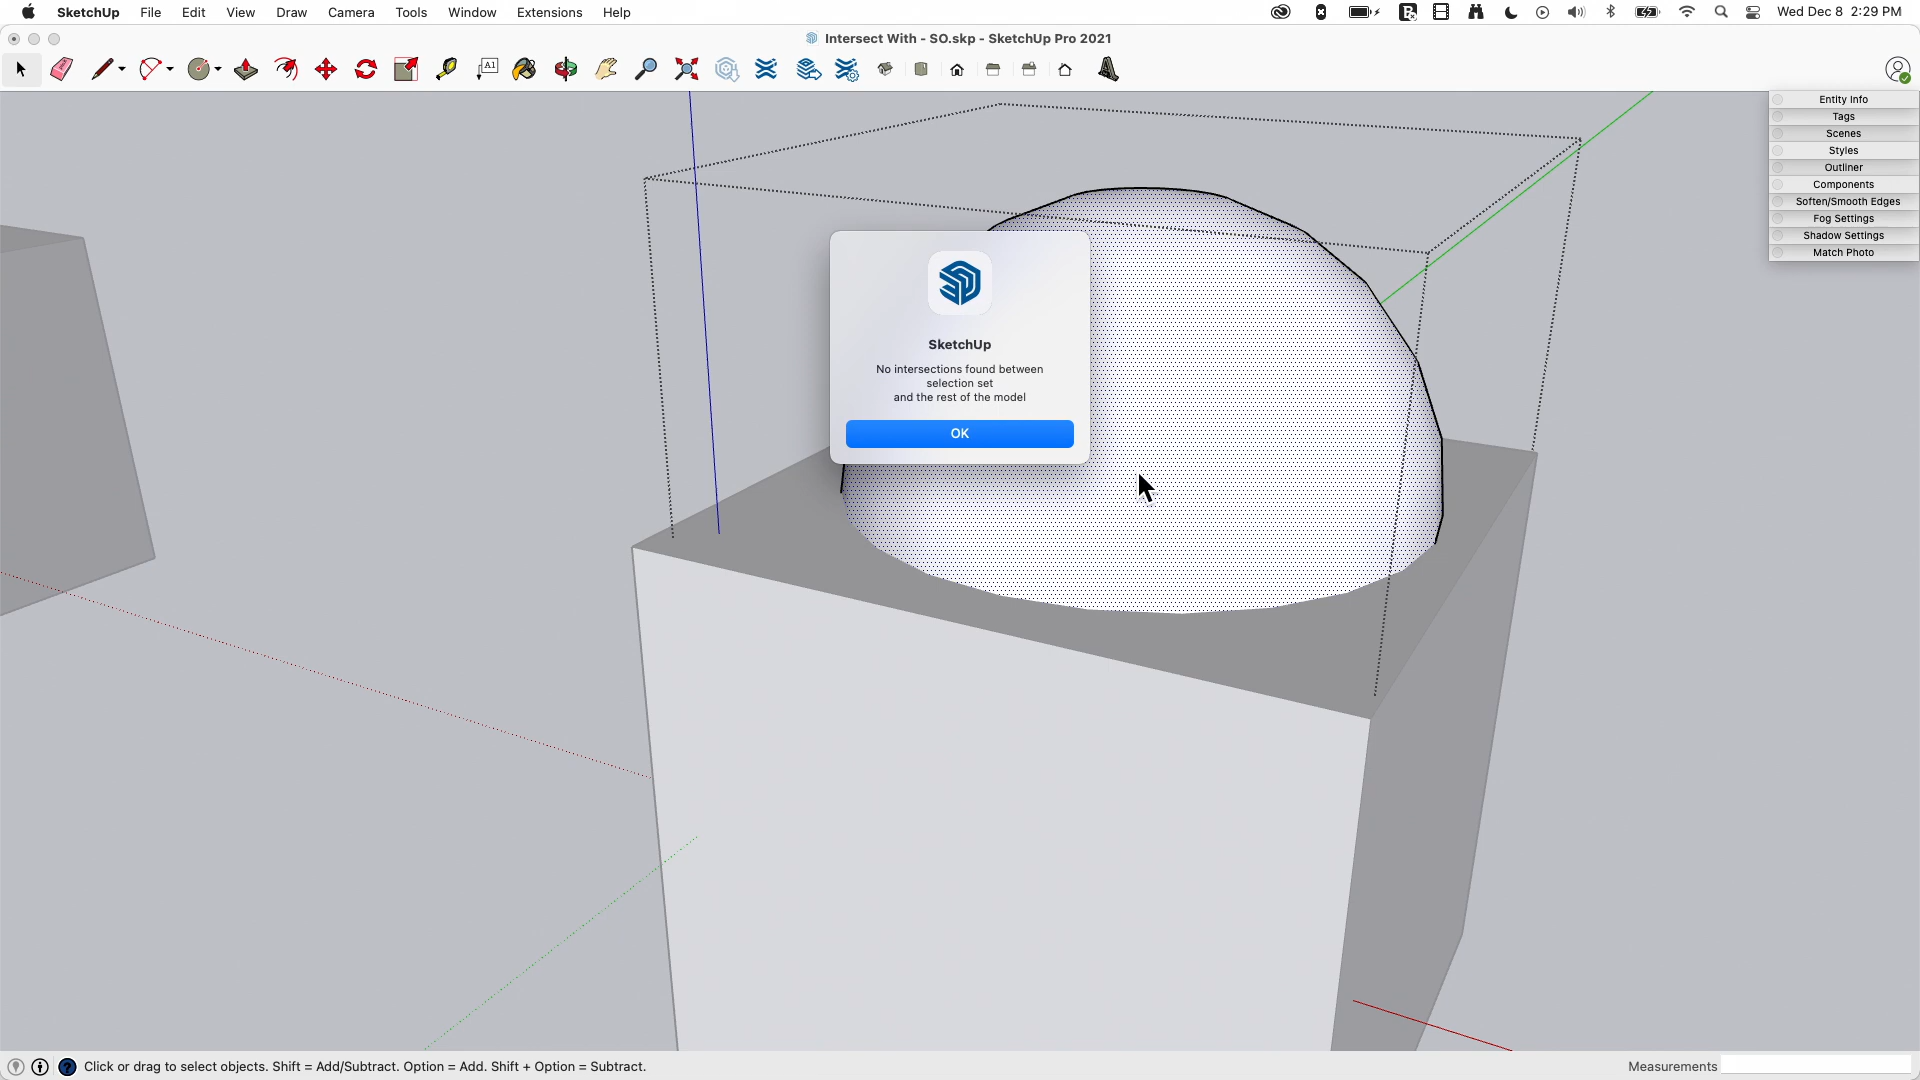 SketchUp File Edit View Draw Camera Tools Window Extensions Help Wed Dec 8 2:29 PM
Intersect With - SO.skp - SketchUp Pro 2021
A1
Entity Info
Tags
Scenes
Styles
Outliner
Components
Soften/Smooth Edges
Fog Settings
Shadow Settings
Match Photo
SketchUp
No intersections found between
selection set
and the rest of the model
OK
Click or drag to select objects. Shift = Add/Subtract. Option = Add. Shift + Option = Subtract. Measurements